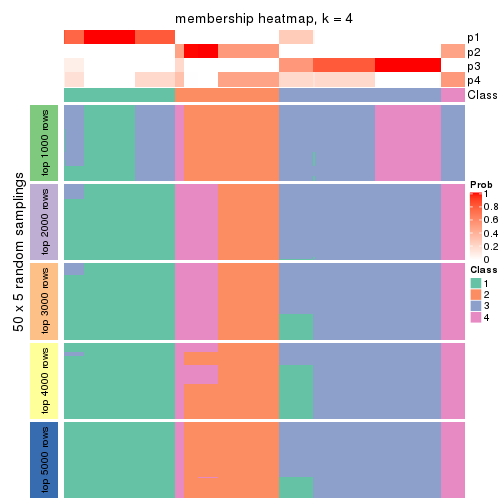 membership heatmap, k = 4
p1
p2
p3
p4
Class
50 x 5 random samplings
top 1000 rows
top 2000 rows
top 3000 rows
top 4000 rows
top 5000 rows
Prob
1
0.8
0.6
0.4
0.2
0
Class
1
2
3
4